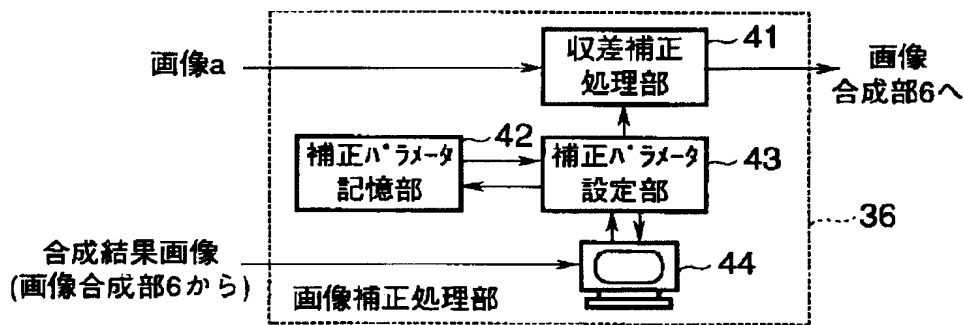 画像a
収差補正
処理部
41
画像
合成部6へ
補正パラメータ
記憶部
42
補正パラメータ
設定部
43
36
合成結果画像
(画像合成部6から)
44
画像補正処理部